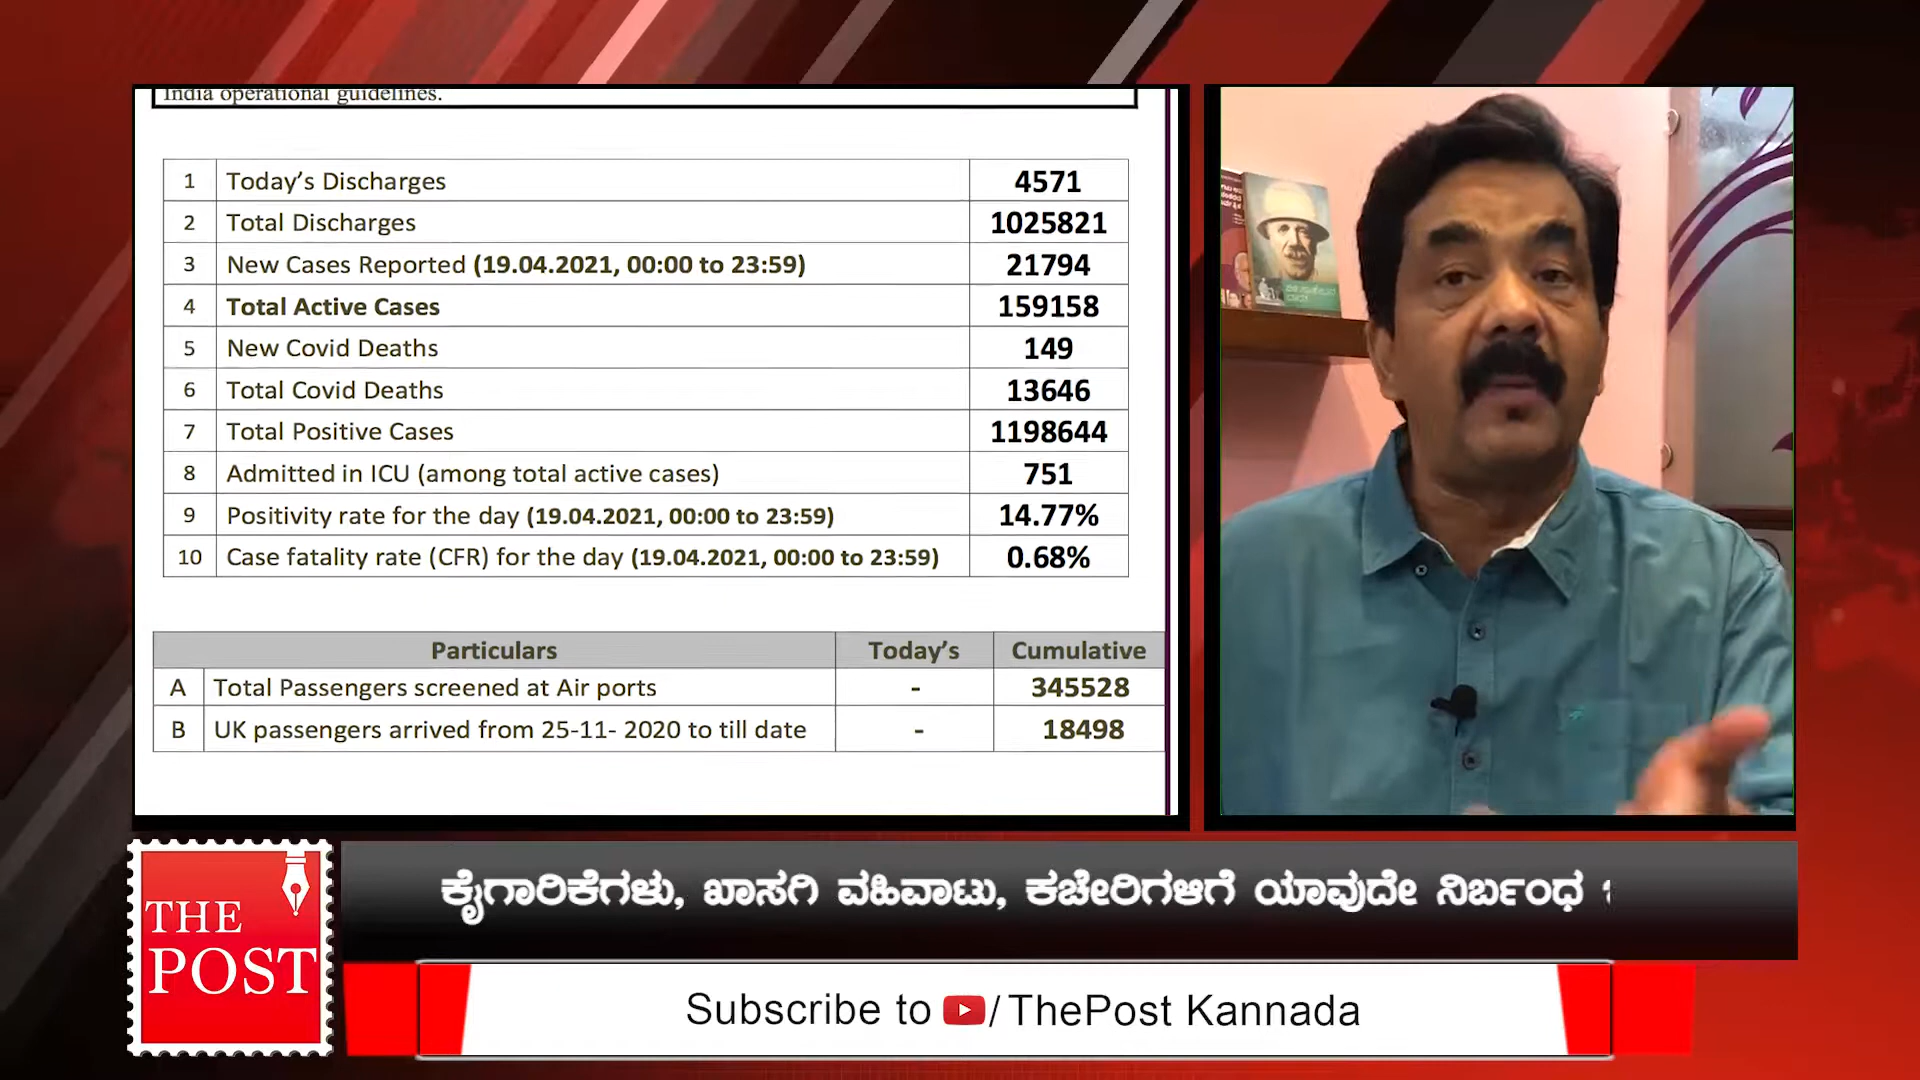 India operational guidelines.
1 Today’s Discharges 4571
2 Total Discharges 1025821
3 New Cases Reported (19.04.2021, 00:00 to 23:59) 21794
4 Total Active Cases 159158
5 New Covid Deaths 149
6 Total Covid Deaths 13646
7 Total Positive Cases 1198644
8 Admitted in ICU (among total active cases) 751
9 Positivity rate for the day (19.04.2021, 00:00 to 23:59) 14.77%
10 Case fatality rate (CFR) for the day (19.04.2021, 00:00 to 23:59) 0.68%
Particulars Today’s Cumulative
A Total Passengers screened at Air ports - 345528
B UK passengers arrived from 25-11- 2020 to till date - 18498
THE
POST
ಕೈಗಾರಿಕೆಗಳು, ಖಾಸಗಿ ವಹಿವಾಟು, ಕಚೇರಿಗಳಿಗೆ ಯಾವುದೇ ನಿರ್ಬಂಧ
Subscribe to / ThePost Kannada